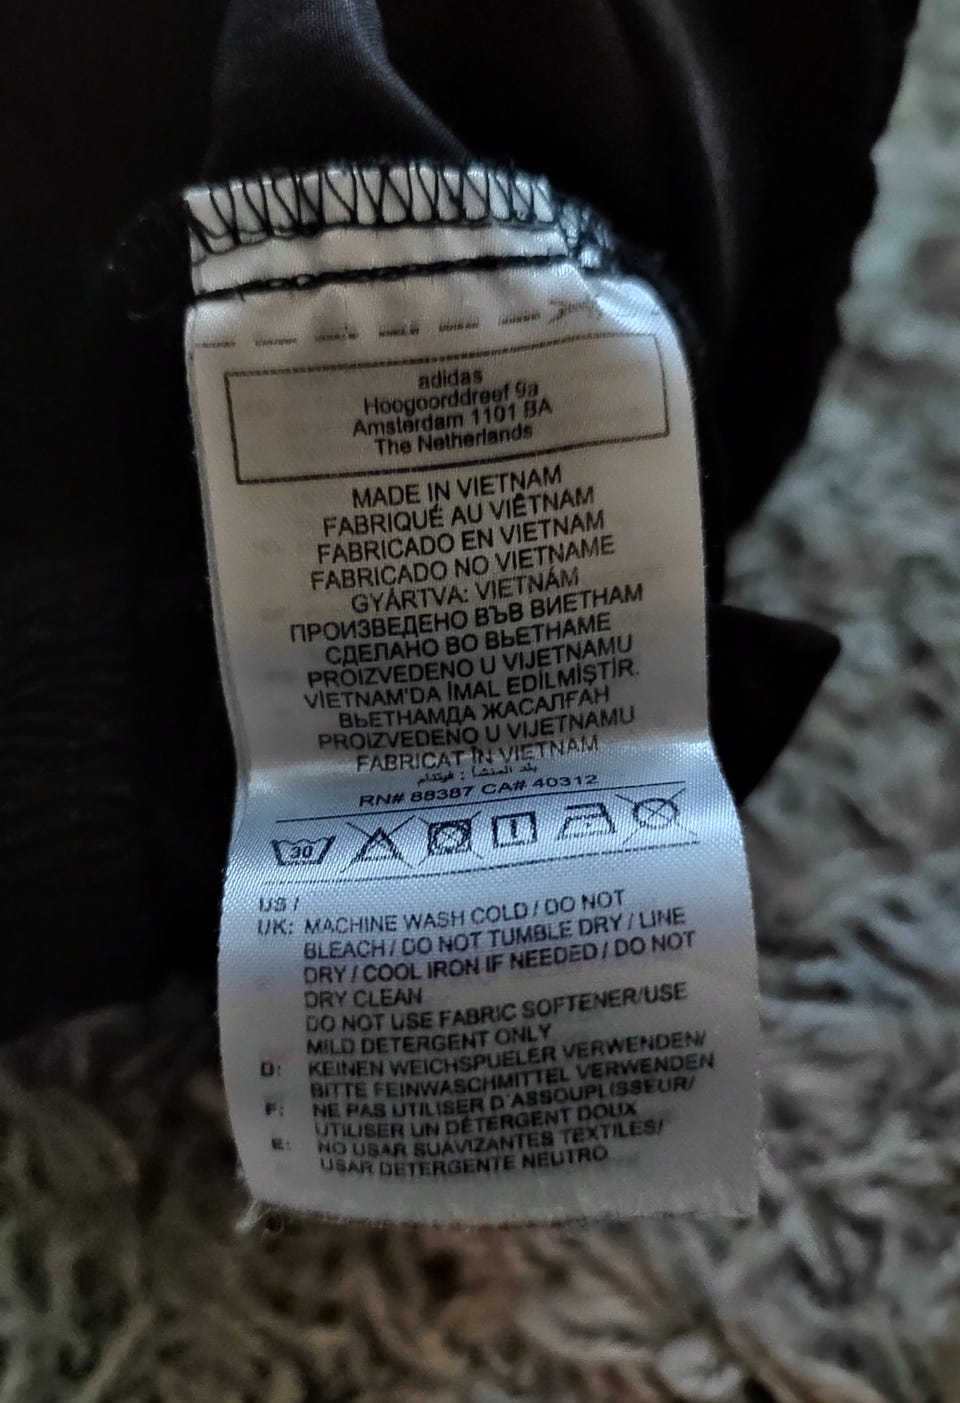 adidas
Hoogoorddreef 9a
Amsterdam 1101 BA
The Netherlands
MADE IN VIETNAM
FABRIQUÉ AU VIÊTNAM
FABRICADO EN VIETNAM
FABRICADO NO VIETNAME
GYÁRTVA: VIETNÁM
ПРОИЗВЕДЕНО ВЪВ ВИЕТНАМ
СДЕЛАНО ВО ВЬЕТНАМЕ
PROIZVEDENO U VIJETNAMU
VİETNAM'DA İMAL EDİLMİŞTİR.
ВЬЕТНАМДА ЖАСАЛҒАН
PROIZVEDENO U VIJETNAMU
FABRICAT ÎN VIETNAM
بلد المنشأ : فيتنام
RN# 88387 CA# 40312
30
US /
UK: MACHINE WASH COLD / DO NOT
BLEACH / DO NOT TUMBLE DRY / LINE
DRY / COOL IRON IF NEEDED / DO NOT
DRY CLEAN
DO NOT USE FABRIC SOFTENER/USE
MILD DETERGENT ONLY
D: KEINEN WEICHSPUELER VERWENDEN/
BITTE FEINWASCHMITTEL VERWENDEN
F: NE PAS UTILISER D'ASSOUPLISSEUR/
UTILISER UN DÉTERGENT DOUX
E: NO USAR SUAVIZANTES TEXTILES/
USAR DETERGENTE NEUTRO